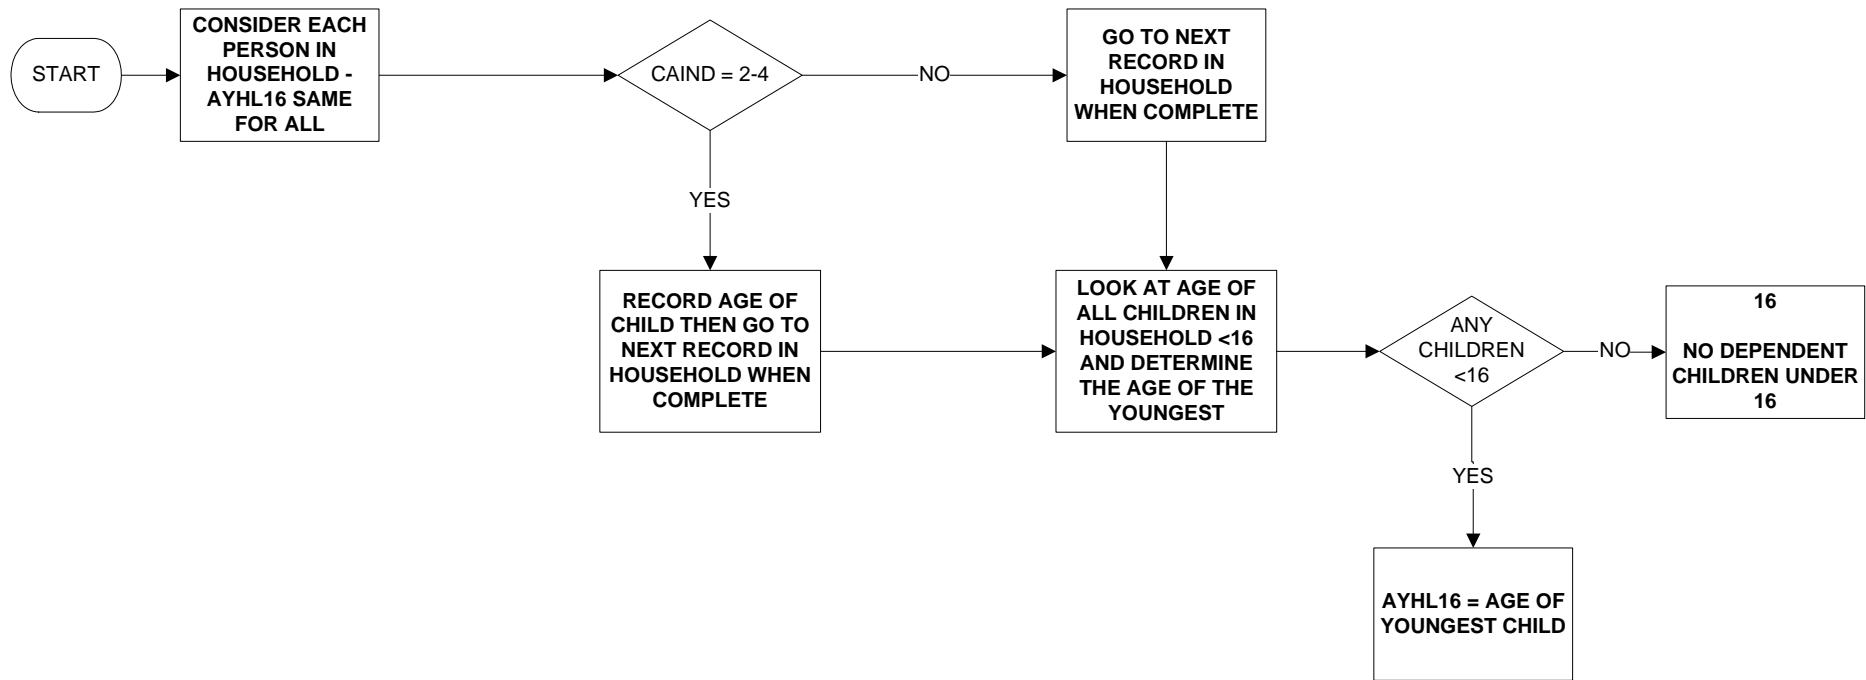 START
CONSIDER EACH
PERSON IN
HOUSEHOLD -
AYHL16 SAME
FOR ALL
CAIND = 2-4
NO
GO TO NEXT
RECORD IN
HOUSEHOLD
WHEN COMPLETE
YES
RECORD AGE OF
CHILD THEN GO TO
NEXT RECORD IN
HOUSEHOLD WHEN
COMPLETE
LOOK AT AGE OF
ALL CHILDREN IN
HOUSEHOLD <16
AND DETERMINE
THE AGE OF THE
YOUNGEST
ANY
CHILDREN
<16
NO
16
NO DEPENDENT
CHILDREN UNDER
16
YES
AYHL16 = AGE OF
YOUNGEST CHILD